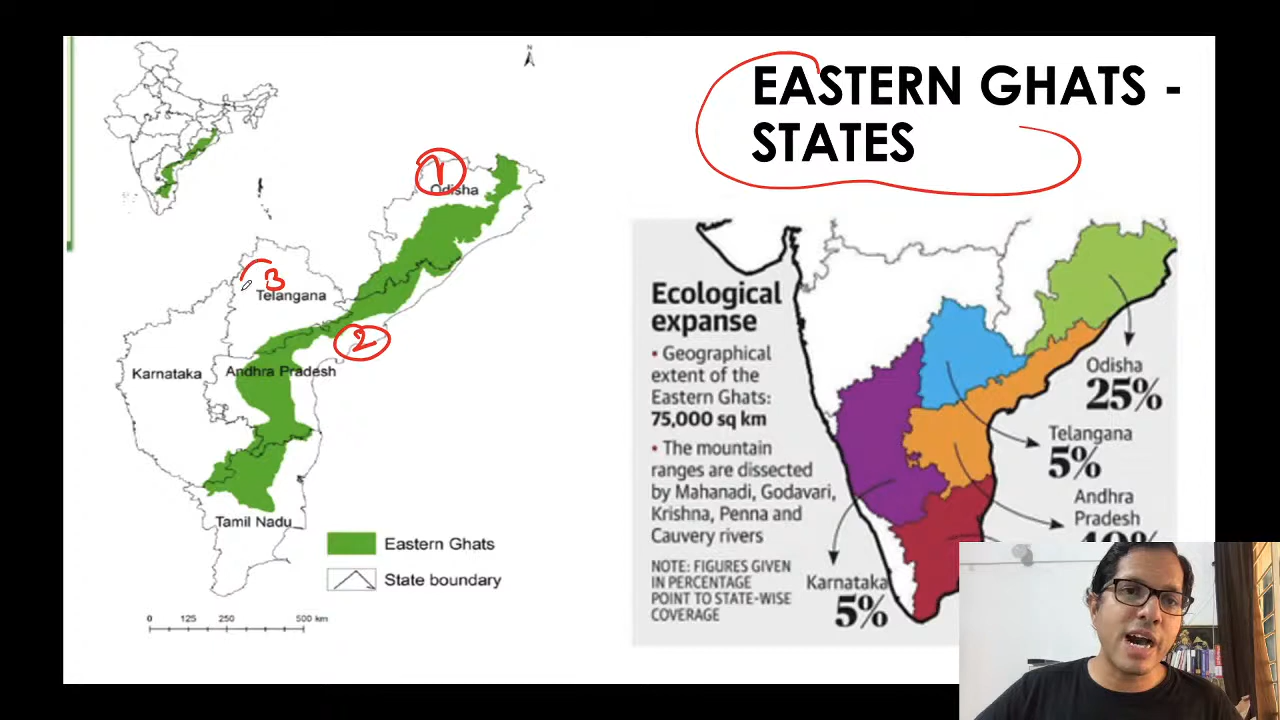 EASTERN GHATS -
STATES
N
1
Odisha
3
Telangana
2
Karnataka
Andhra Pradesh
Tamil Nadu
Eastern Ghats
State boundary
0 125 250 500 km
Ecological
expanse
• Geographical
extent of the
Eastern Ghats:
75,000 sq km
• The mountain
ranges are dissected
by Mahanadi, Godavari,
Krishna, Penna and
Cauvery rivers
NOTE: FIGURES GIVEN
IN PERCENTAGE
POINT TO STATE-WISE
COVERAGE
Odisha
25%
Telangana
5%
Andhra
Pradesh
40%
Karnataka
5%